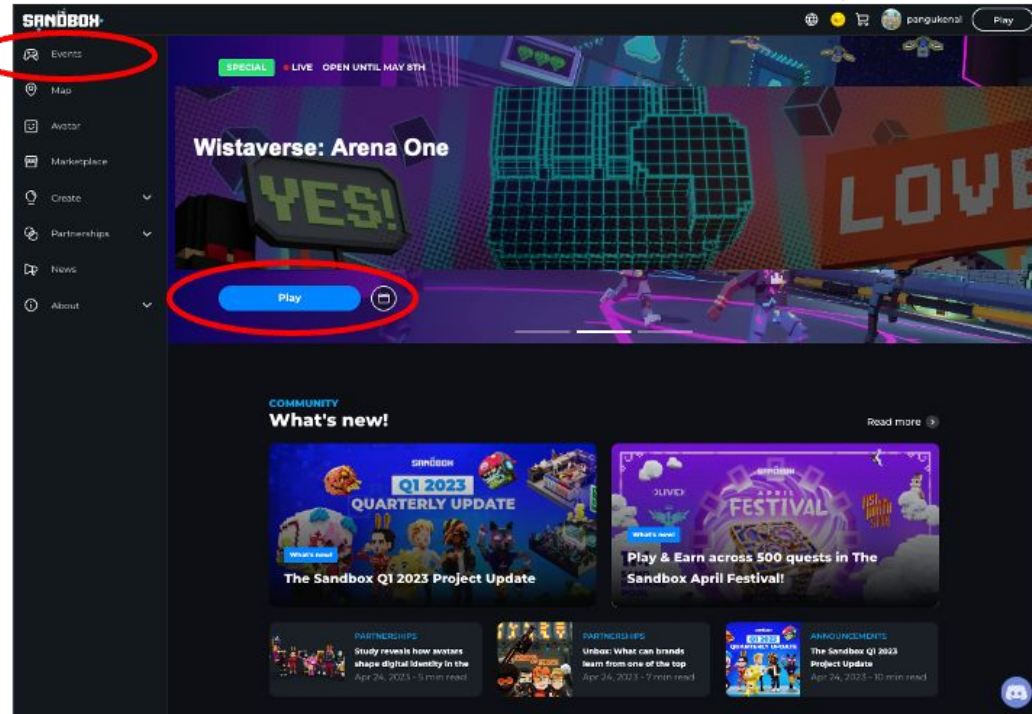 SANDBOX
pangukenal
Play
Events
Map
Avatar
Marketplace
Create
Partnerships
News
About
SPECIAL
LIVE OPEN UNTIL MAY 8TH
Wistaverse: Arena One
YES!
LOVE
Play
COMMUNITY
What's new!
Read more
SANDBOX
Q1 2023
QUARTERLY UPDATE
What's new!
The Sandbox Q1 2023 Project Update
SANDBOX
APRIL
FESTIVAL
What's new!
Play & Earn across 500 quests in The
Sandbox April Festival!
PARTNERSHIPS
Study reveals how avatars
shape digital identity in the
Apr 24, 2023 - 5 min read
PARTNERSHIPS
Unbox: What can brands
learn from one of the top
Apr 24, 2023 - 7 min read
Q1 2023
QUARTERLY UPDATE
ANNOUNCEMENTS
The Sandbox Q1 2023
Project Update
Apr 24, 2023 - 10 min read